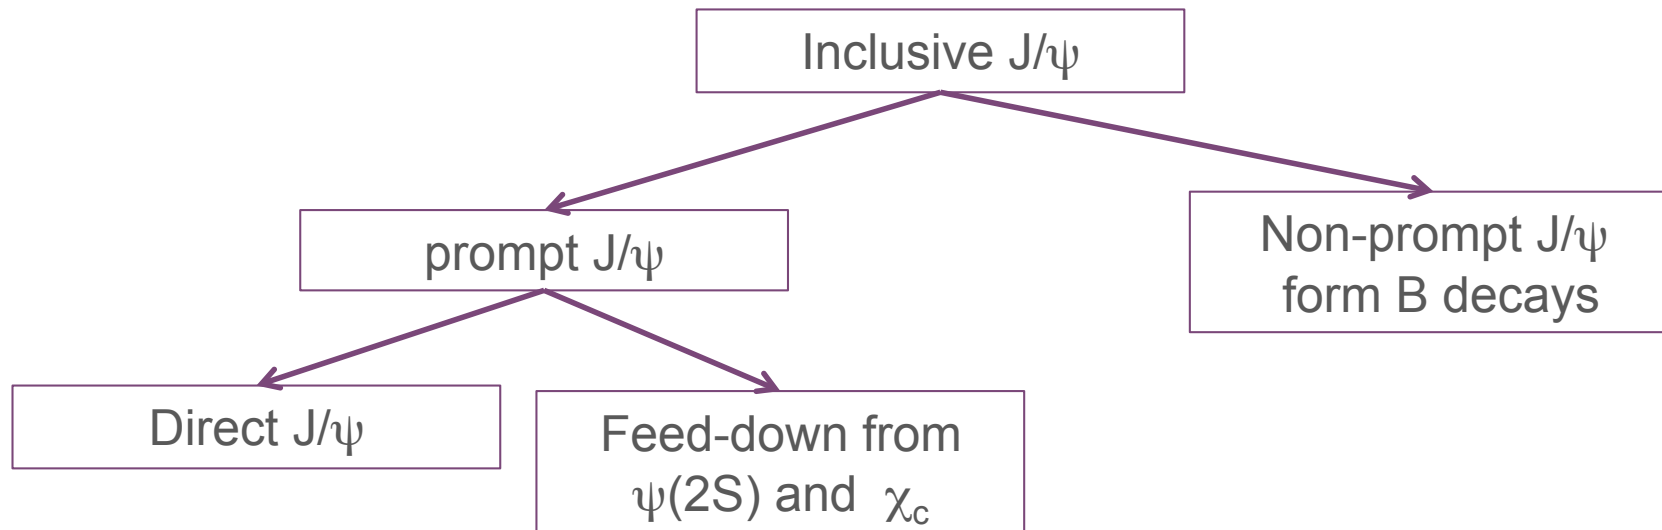 Inclusive J/ψ
prompt J/ψ
Non-prompt J/ψ
form B decays
Direct J/ψ
Feed-down from
ψ(2S) and χc